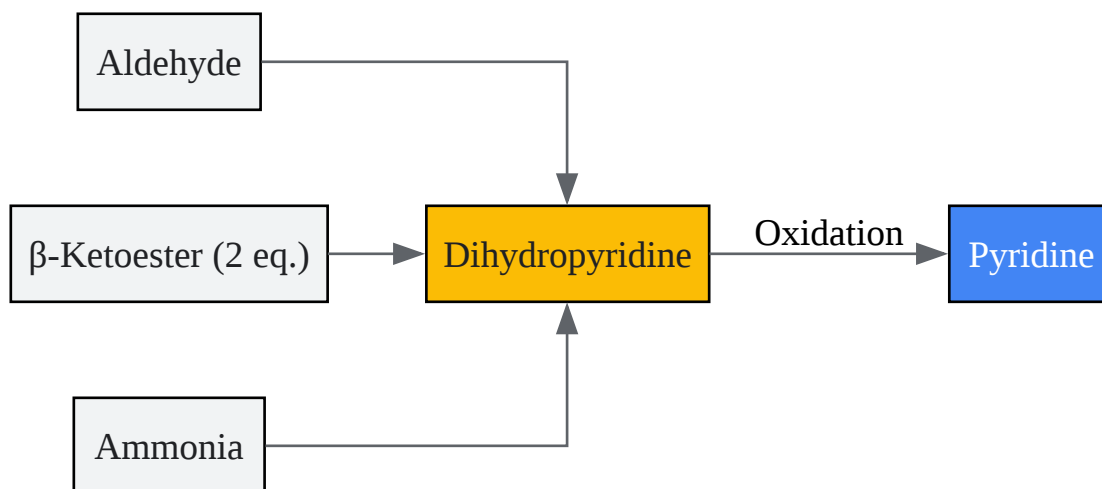 Aldehyde
β-Ketoester (2 eq.)
Dihydropyridine
Oxidation
Pyridine
Ammonia